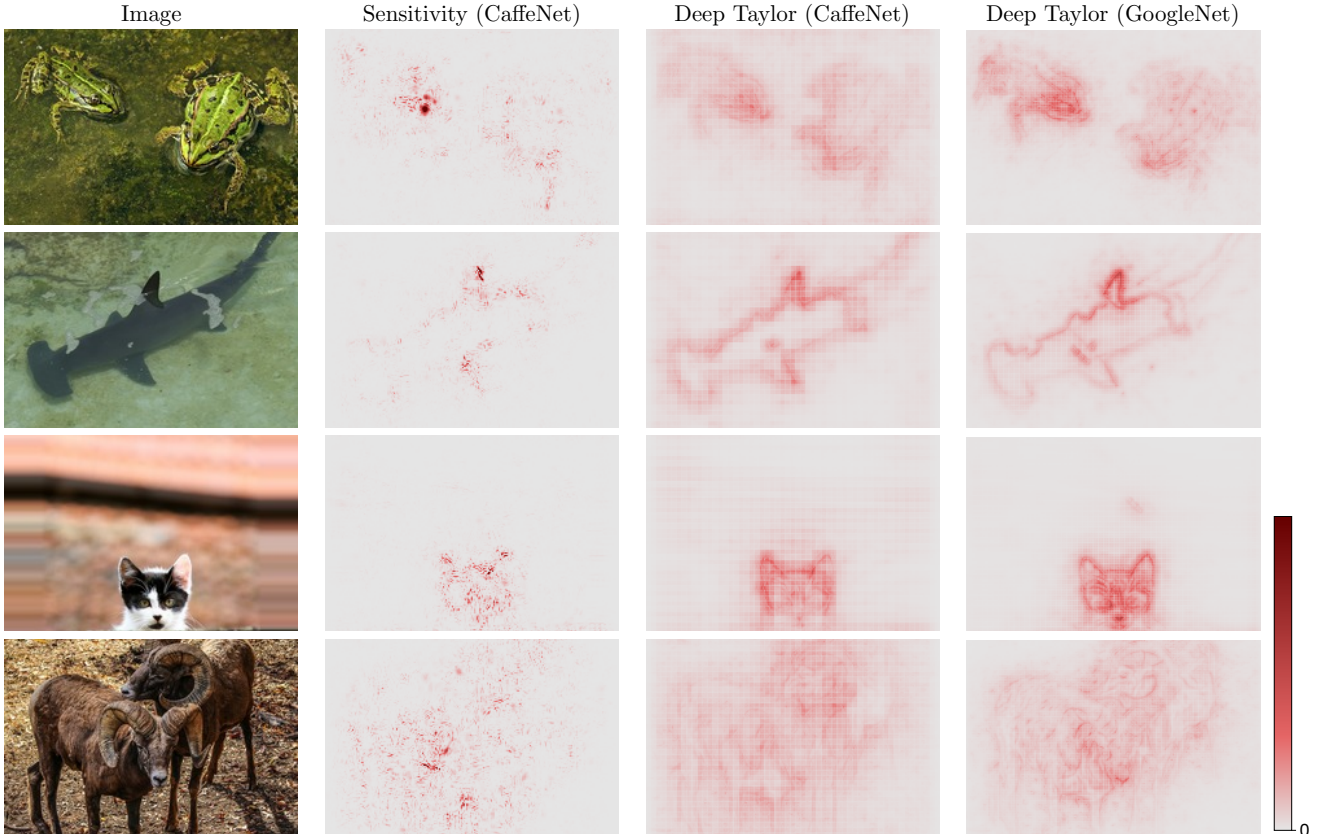 Image
Sensitivity (CaffeNet)
Deep Taylor (CaffeNet)
Deep Taylor (GoogleNet)
0